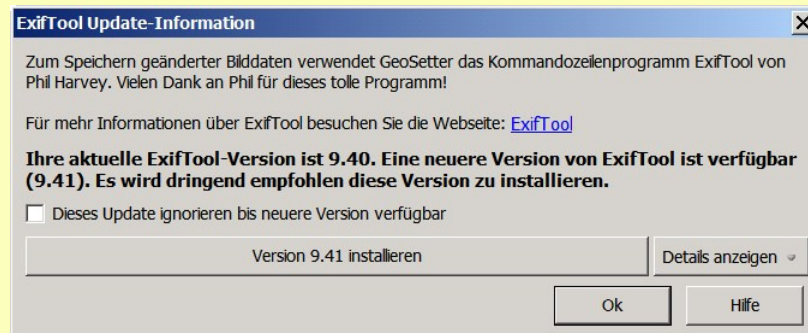 ExifTool Update-Information
Zum Speichern geänderter Bilddaten verwendet GeoSetter das Kommandozeilenprogramm ExifTool von
Phil Harvey. Vielen Dank an Phil für dieses tolle Programm!
Für mehr Informationen über ExifTool besuchen Sie die Webseite: ExifTool
Ihre aktuelle ExifTool-Version ist 9.40. Eine neuere Version von ExifTool ist verfügbar
(9.41). Es wird dringend empfohlen diese Version zu installieren.
Dieses Update ignorieren bis neuere Version verfügbar
Version 9.41 installieren Details anzeigen
Ok Hilfe